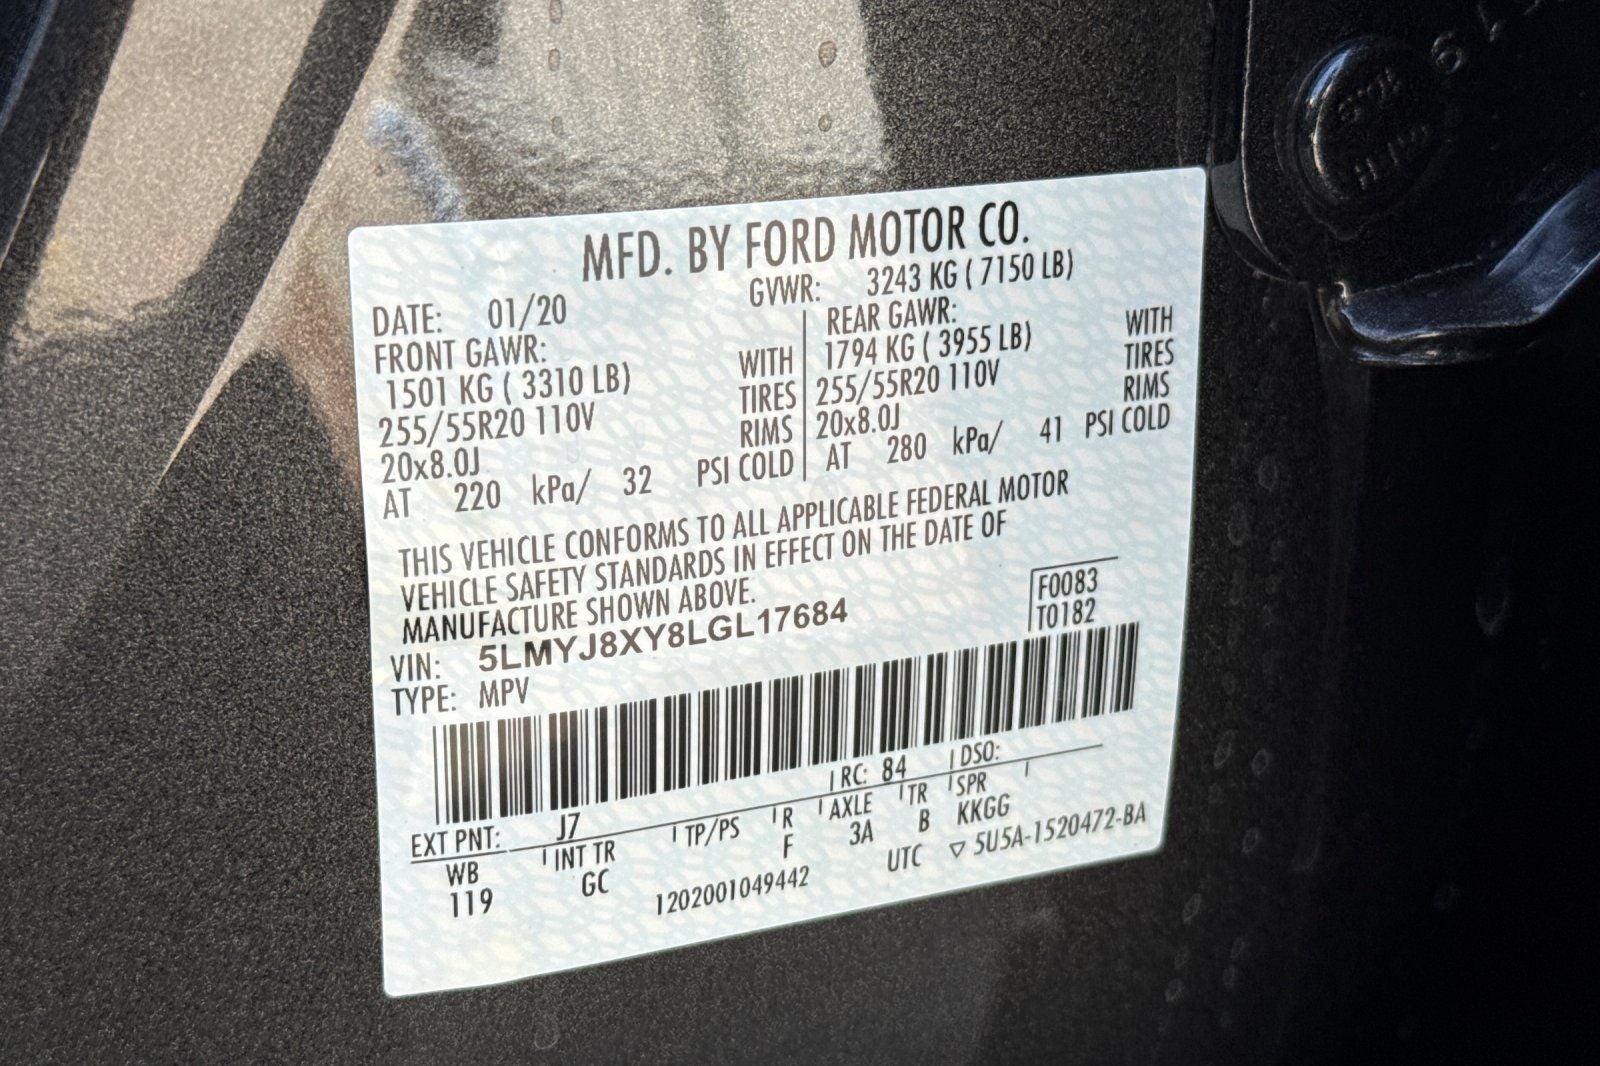 MFD. BY FORD MOTOR CO.
DATE: 01/20 GVWR: 3243 KG ( 7150 LB)
FRONT GAWR:
1501 KG ( 3310 LB) WITH
255/55R20 110V TIRES
20x8.0J RIMS
AT 220 kPa/ 32 PSI COLD
REAR GAWR:
1794 KG ( 3955 LB) WITH
255/55R20 110V TIRES
20x8.0J RIMS
AT 280 kPa/ 41 PSI COLD
THIS VEHICLE CONFORMS TO ALL APPLICABLE FEDERAL MOTOR
VEHICLE SAFETY STANDARDS IN EFFECT ON THE DATE OF
MANUFACTURE SHOWN ABOVE.
F0083
T0182
VIN: 5LMYJ8XY8LGL17684
TYPE: MPV
EXT PNT: J7 RC: 84 DSO:
WB INT TR TP/PS R AXLE TR SPR
119 GC F 3A B KKGG
1202001049442 UTC ▽ 5U5A-1520472-BA